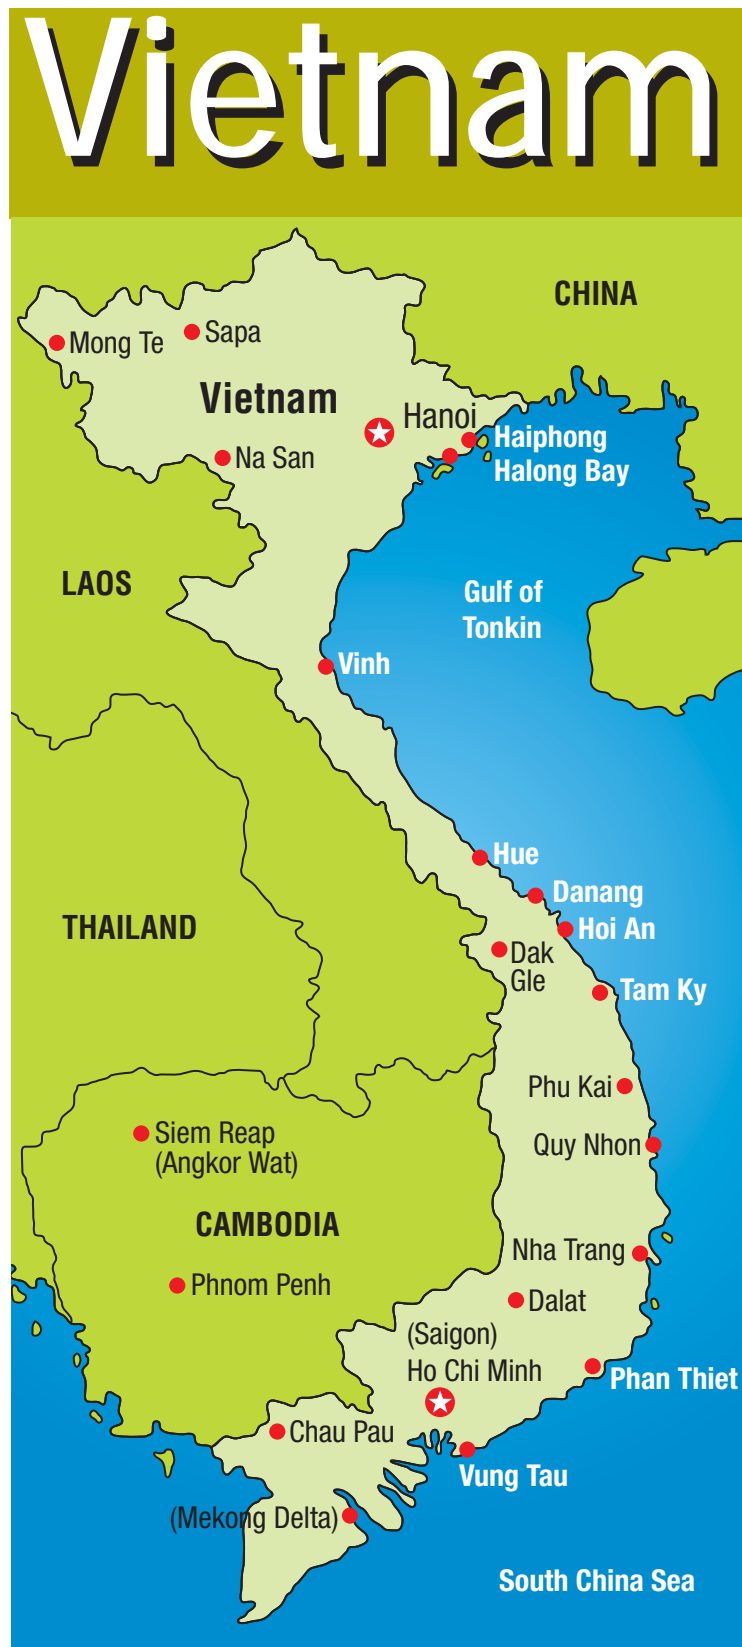 Vietnam
CHINA
Sapa
Mong Te
Vietnam
Hanoi
Haiphong
Halong Bay
Na San
LAOS
Gulf of
Tonkin
Vinh
Hue
Danang
THAILAND
Hoi An
Dak
Gle
Tam Ky
Phu Kai
Siem Reap
(Angkor Wat)
Quy Nhon
CAMBODIA
Nha Trang
Phnom Penh
Dalat
(Saigon)
Ho Chi Minh
Phan Thiet
Chau Pau
Vung Tau
(Mekong Delta)
South China Sea